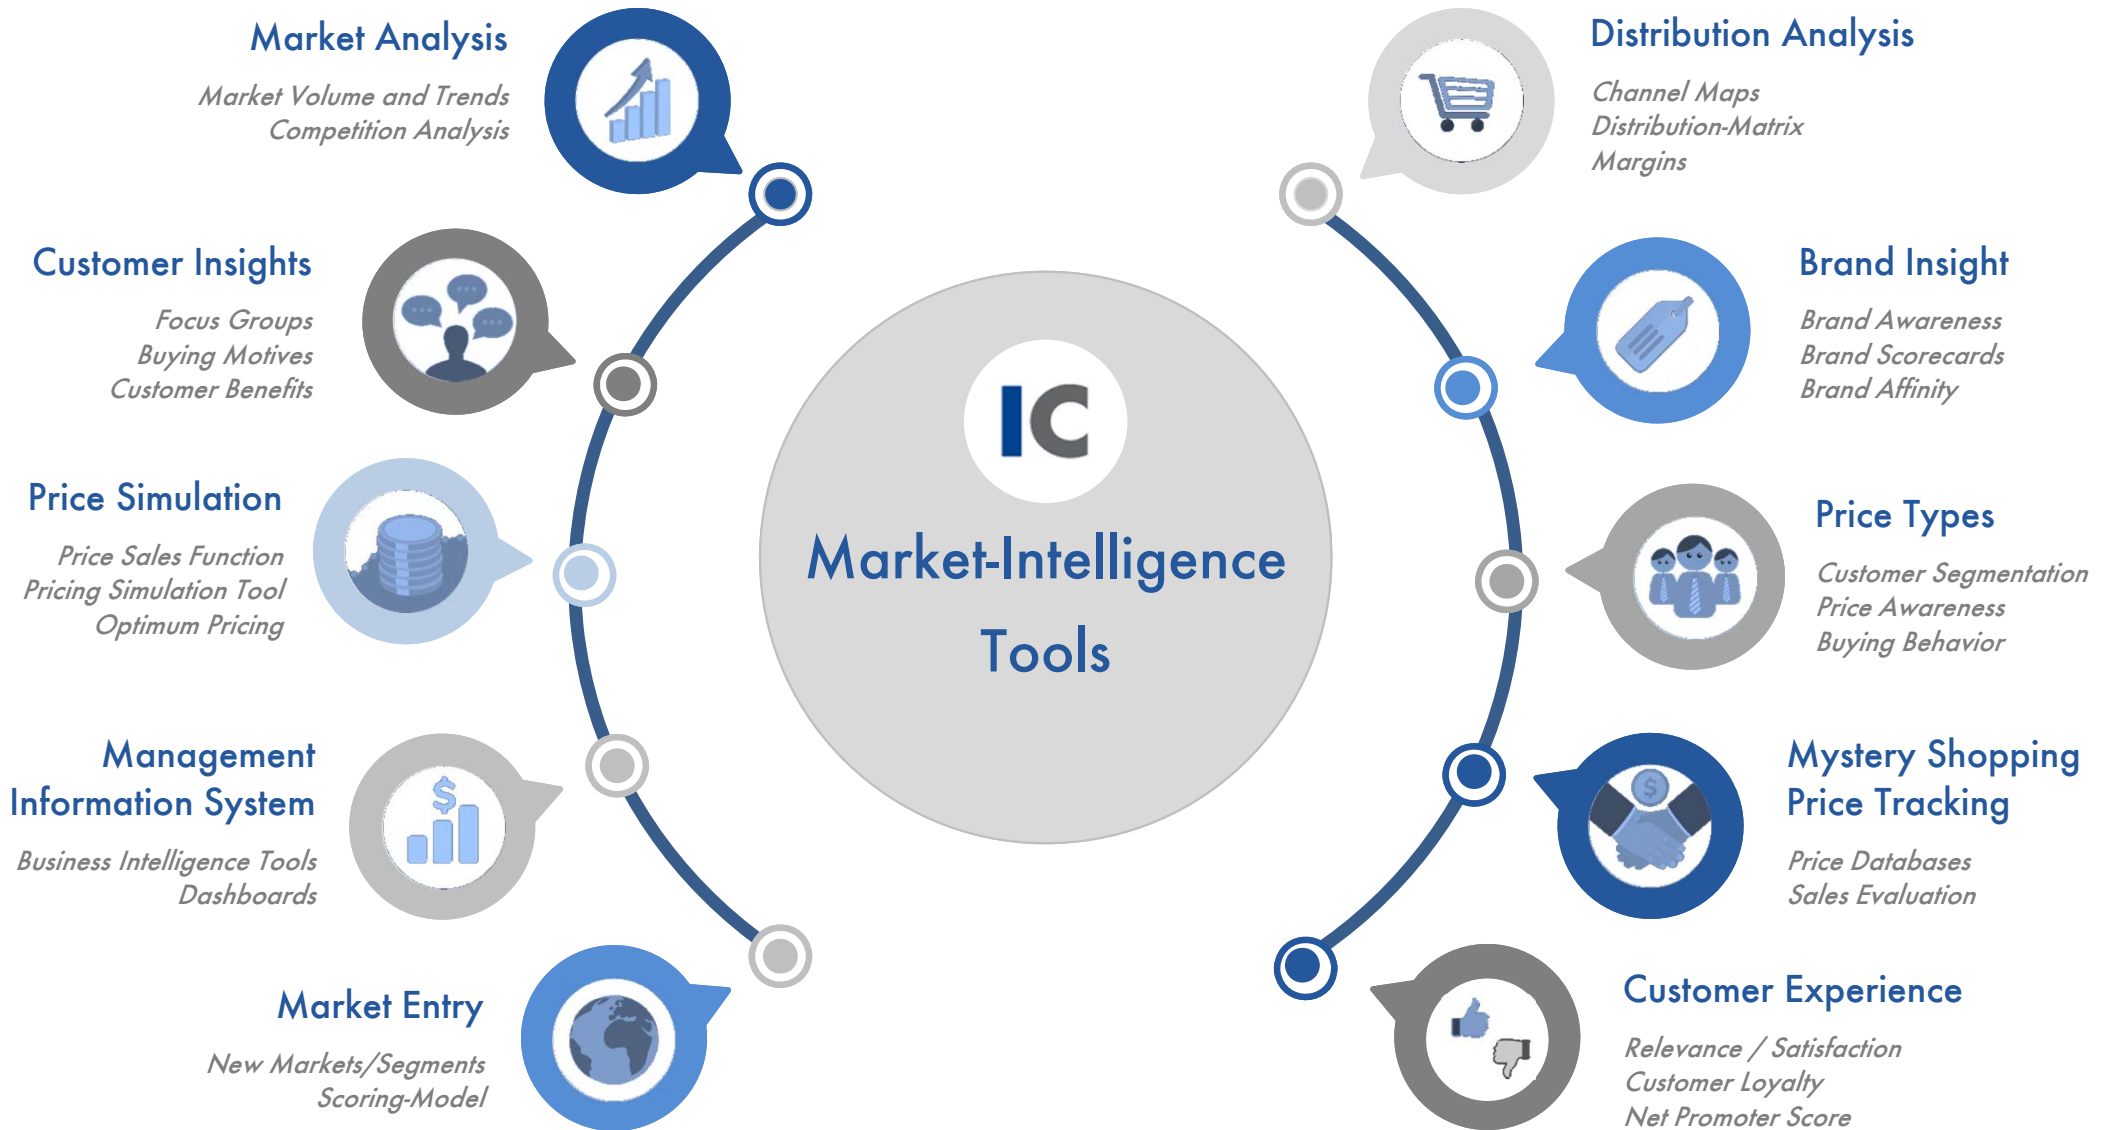 Market Analysis
Market Volume and Trends
Competition Analysis
Customer Insights
Focus Groups
Buying Motives
Customer Benefits
Price Simulation
Price Sales Function
Pricing Simulation Tool
Optimum Pricing
Management
Information System
Business Intelligence Tools
Dashboards
$
Market Entry
New Markets/Segments
Scoring-Model
IC
Market-Intelligence
Tools
Distribution Analysis
Channel Maps
Distribution-Matrix
Margins
Brand Insight
Brand Awareness
Brand Scorecards
Brand Affinity
Price Types
Customer Segmentation
Price Awareness
Buying Behavior
Mystery Shopping
Price Tracking
Price Databases
Sales Evaluation
$
Customer Experience
Relevance / Satisfaction
Customer Loyalty
Net Promoter Score